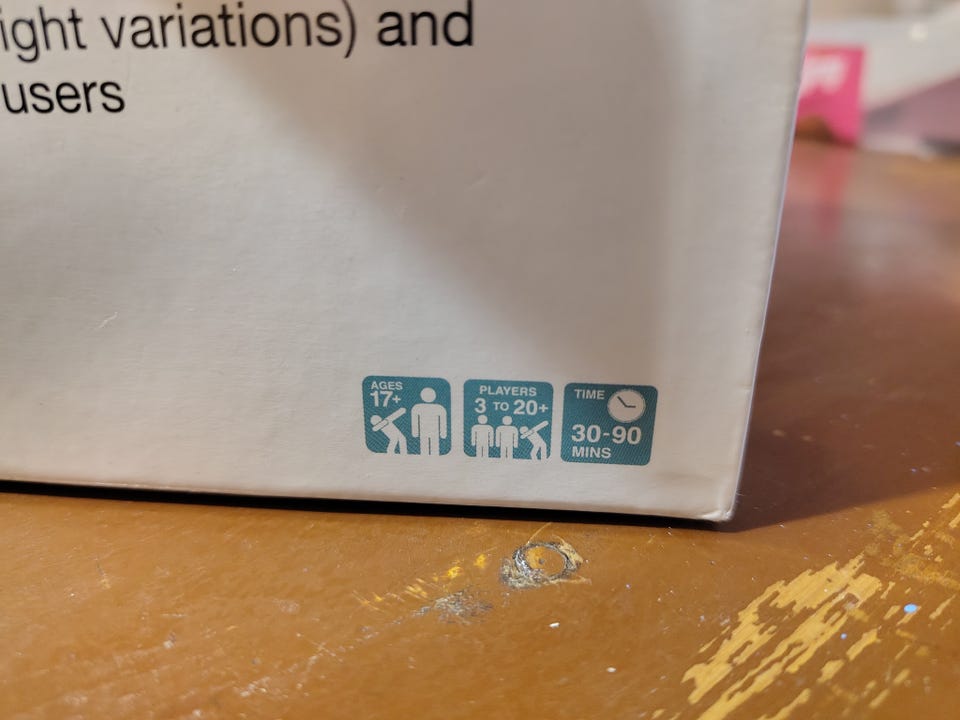 ight variations) and
users
AGES
17+
PLAYERS
3 TO 20+
TIME
30-90
MINS